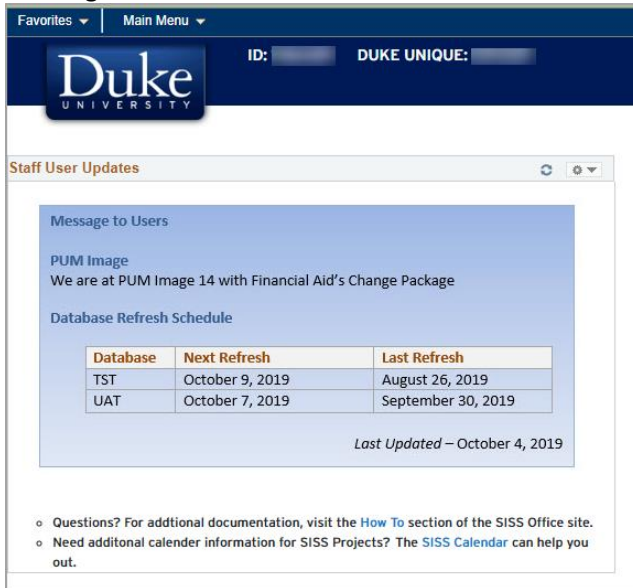 Favorites Main Menu
Duke
UNIVERSITY
ID: DUKE UNIQUE:
Staff User Updates
Message to Users
PUM Image
We are at PUM Image 14 with Financial Aid's Change Package
Database Refresh Schedule
Database Next Refresh Last Refresh
TST October 9, 2019 August 26, 2019
UAT October 7, 2019 September 30, 2019
Last Updated – October 4, 2019
Questions? For addtional documentation, visit the How To section of the SISS Office site.
Need additonal calender information for SISS Projects? The SISS Calendar can help you
out.